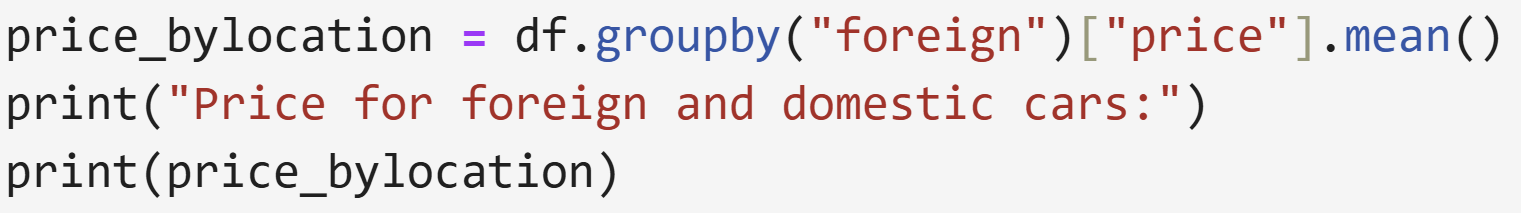 price_bylocation = df.groupby("foreign")["price"].mean()
print("Price for foreign and domestic cars:")
print(price_bylocation)